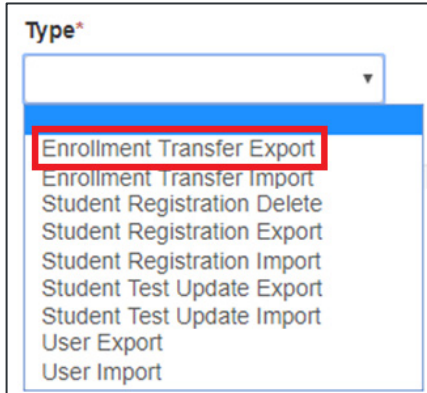 Type*
Enrollment Transfer Export
Enrollment Transfer Import
Student Registration Delete
Student Registration Export
Student Registration Import
Student Test Update Export
Student Test Update Import
User Export
User Import